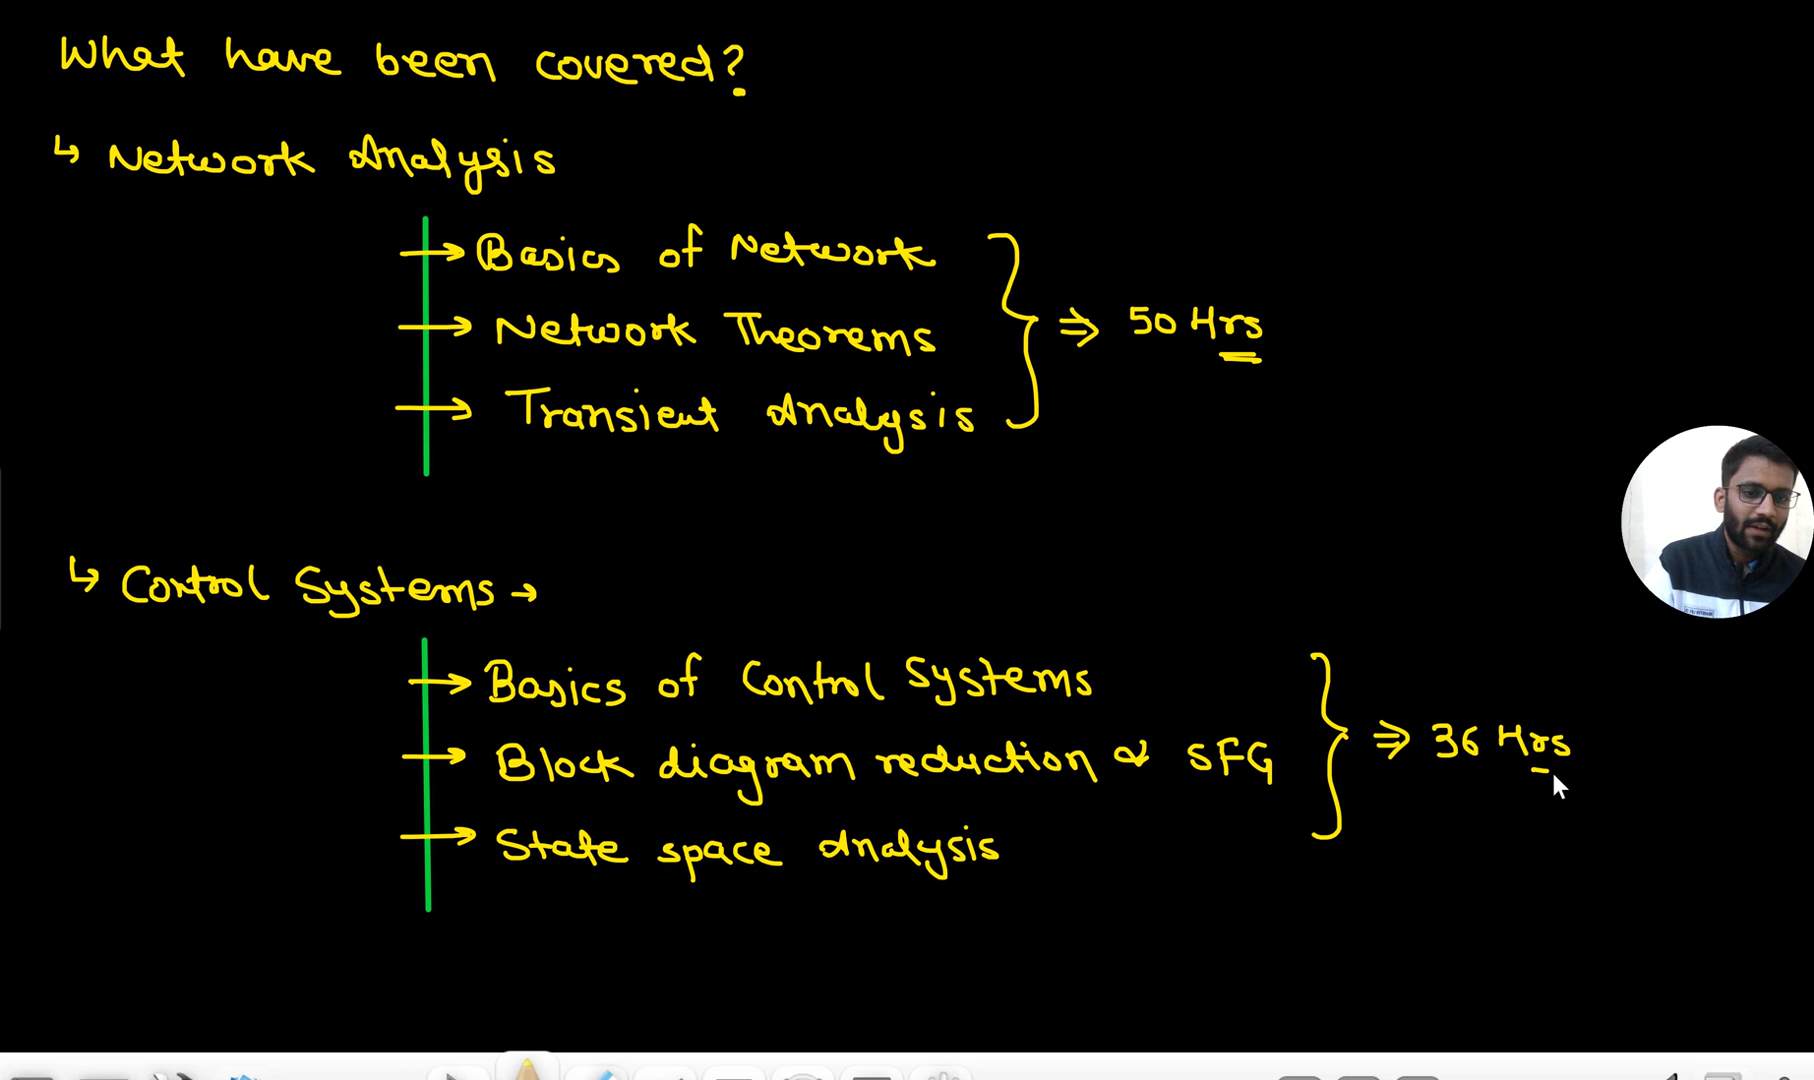 What have been covered?
↳ Network Analysis
→ Basics of Network
→ Network Theorems
→ Transient Analysis
⇒ 50 Hrs
↳ Control Systems →
→ Basics of Control Systems
→ Block diagram reduction & SFG
→ State space Analysis
⇒ 36 Hrs